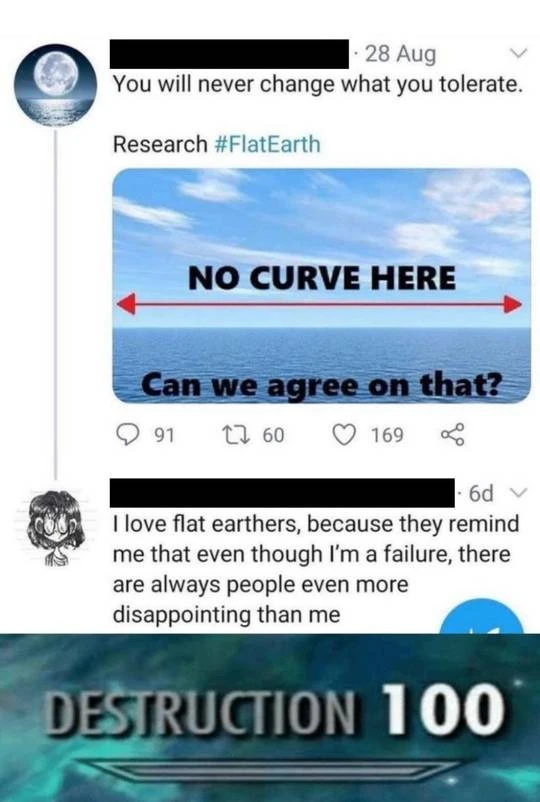 · 28 Aug
You will never change what you tolerate.
Research #FlatEarth
NO CURVE HERE
Can we agree on that?
91 60 169
· 6d
I love flat earthers, because they remind
me that even though I'm a failure, there
are always people even more
disappointing than me
DESTRUCTION 100